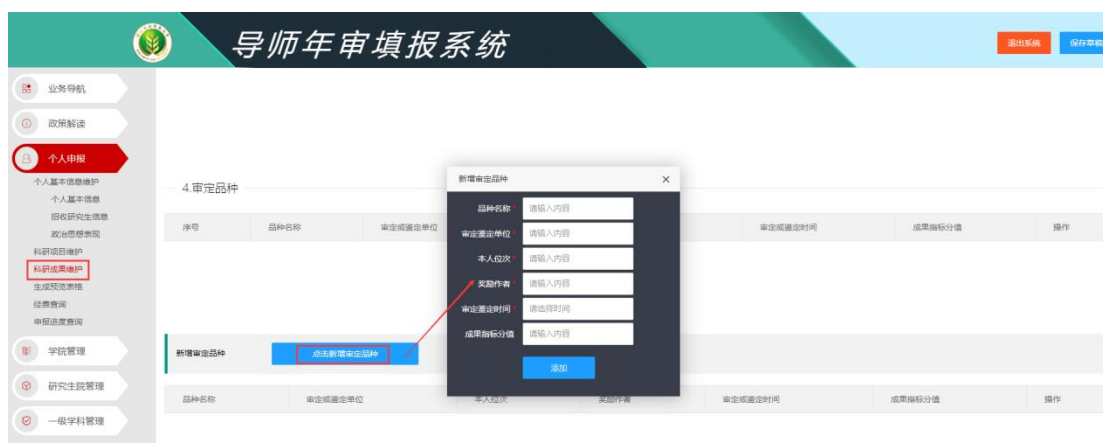 导师年审填报系统
退出系统 保存草稿
业务导航
政策解读
个人申报
个人基本信息维护
个人基本信息
招收研究生信息
政治思想表现
科研项目维护
科研成果维护
生成预览表格
经费查询
申报进度查询
学院管理
研究生院管理
一级学科管理
4.审定品种
序号 品种名称 审定或鉴定单位 审定或鉴定时间 成果指标分值 操作
新增审定品种 ×
品种名称* 请输入内容
审定鉴定单位* 请输入内容
本人位次* 请输入内容
奖励作者* 请输入内容
审定鉴定时间* 请选择时间
成果指标分值 请输入内容
添加
新增审定品种 点击新增审定品种
品种名称 审定或鉴定单位 本人位次 奖励作者 审定或鉴定时间 成果指标分值 操作